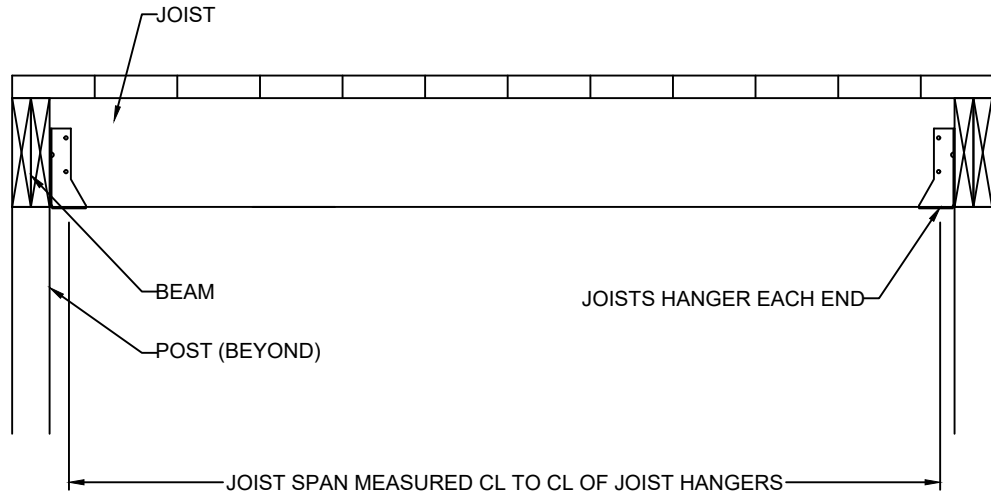 JOIST
BEAM
JOISTS HANGER EACH END
POST (BEYOND)
JOIST SPAN MEASURED CL TO CL OF JOIST HANGERS